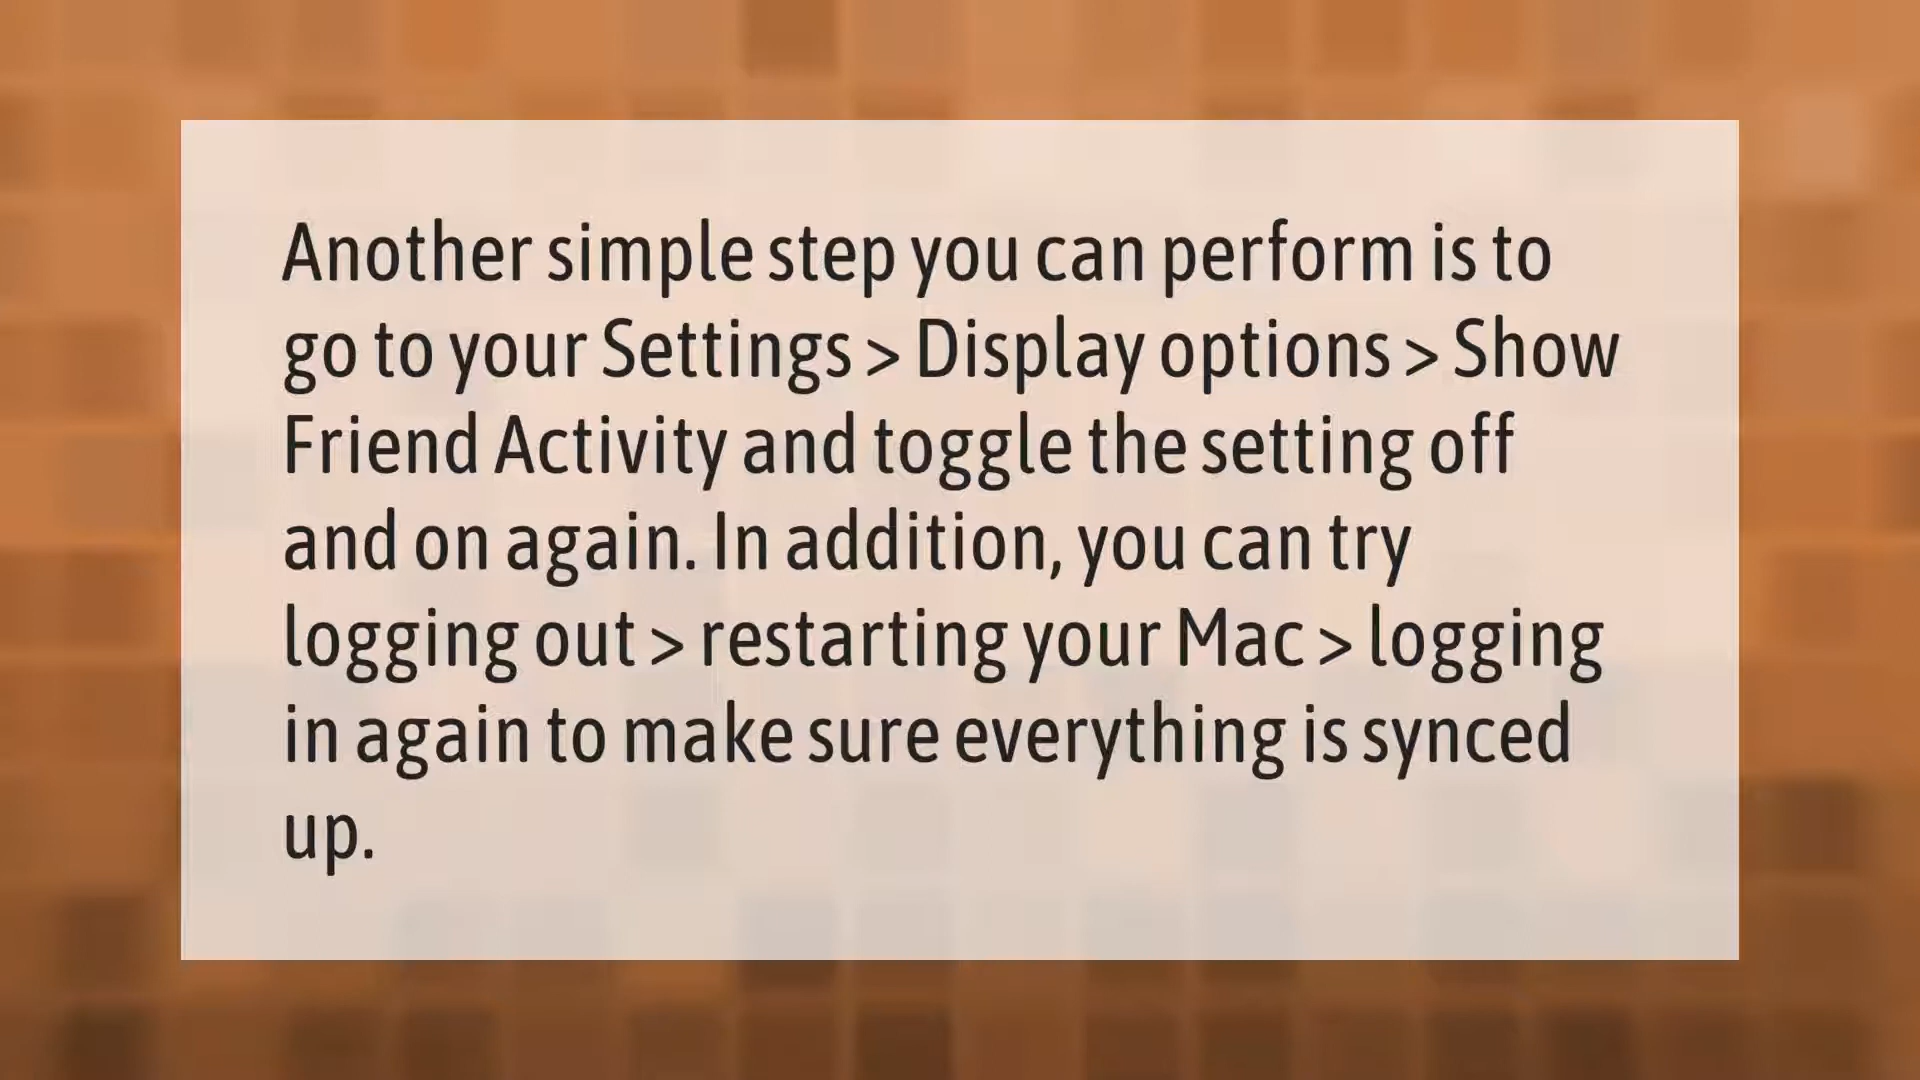 Another simple step you can perform is to
go to your Settings > Display options > Show
Friend Activity and toggle the setting off
and on again. In addition, you can try
logging out > restarting your Mac > logging
in again to make sure everything is synced
up.